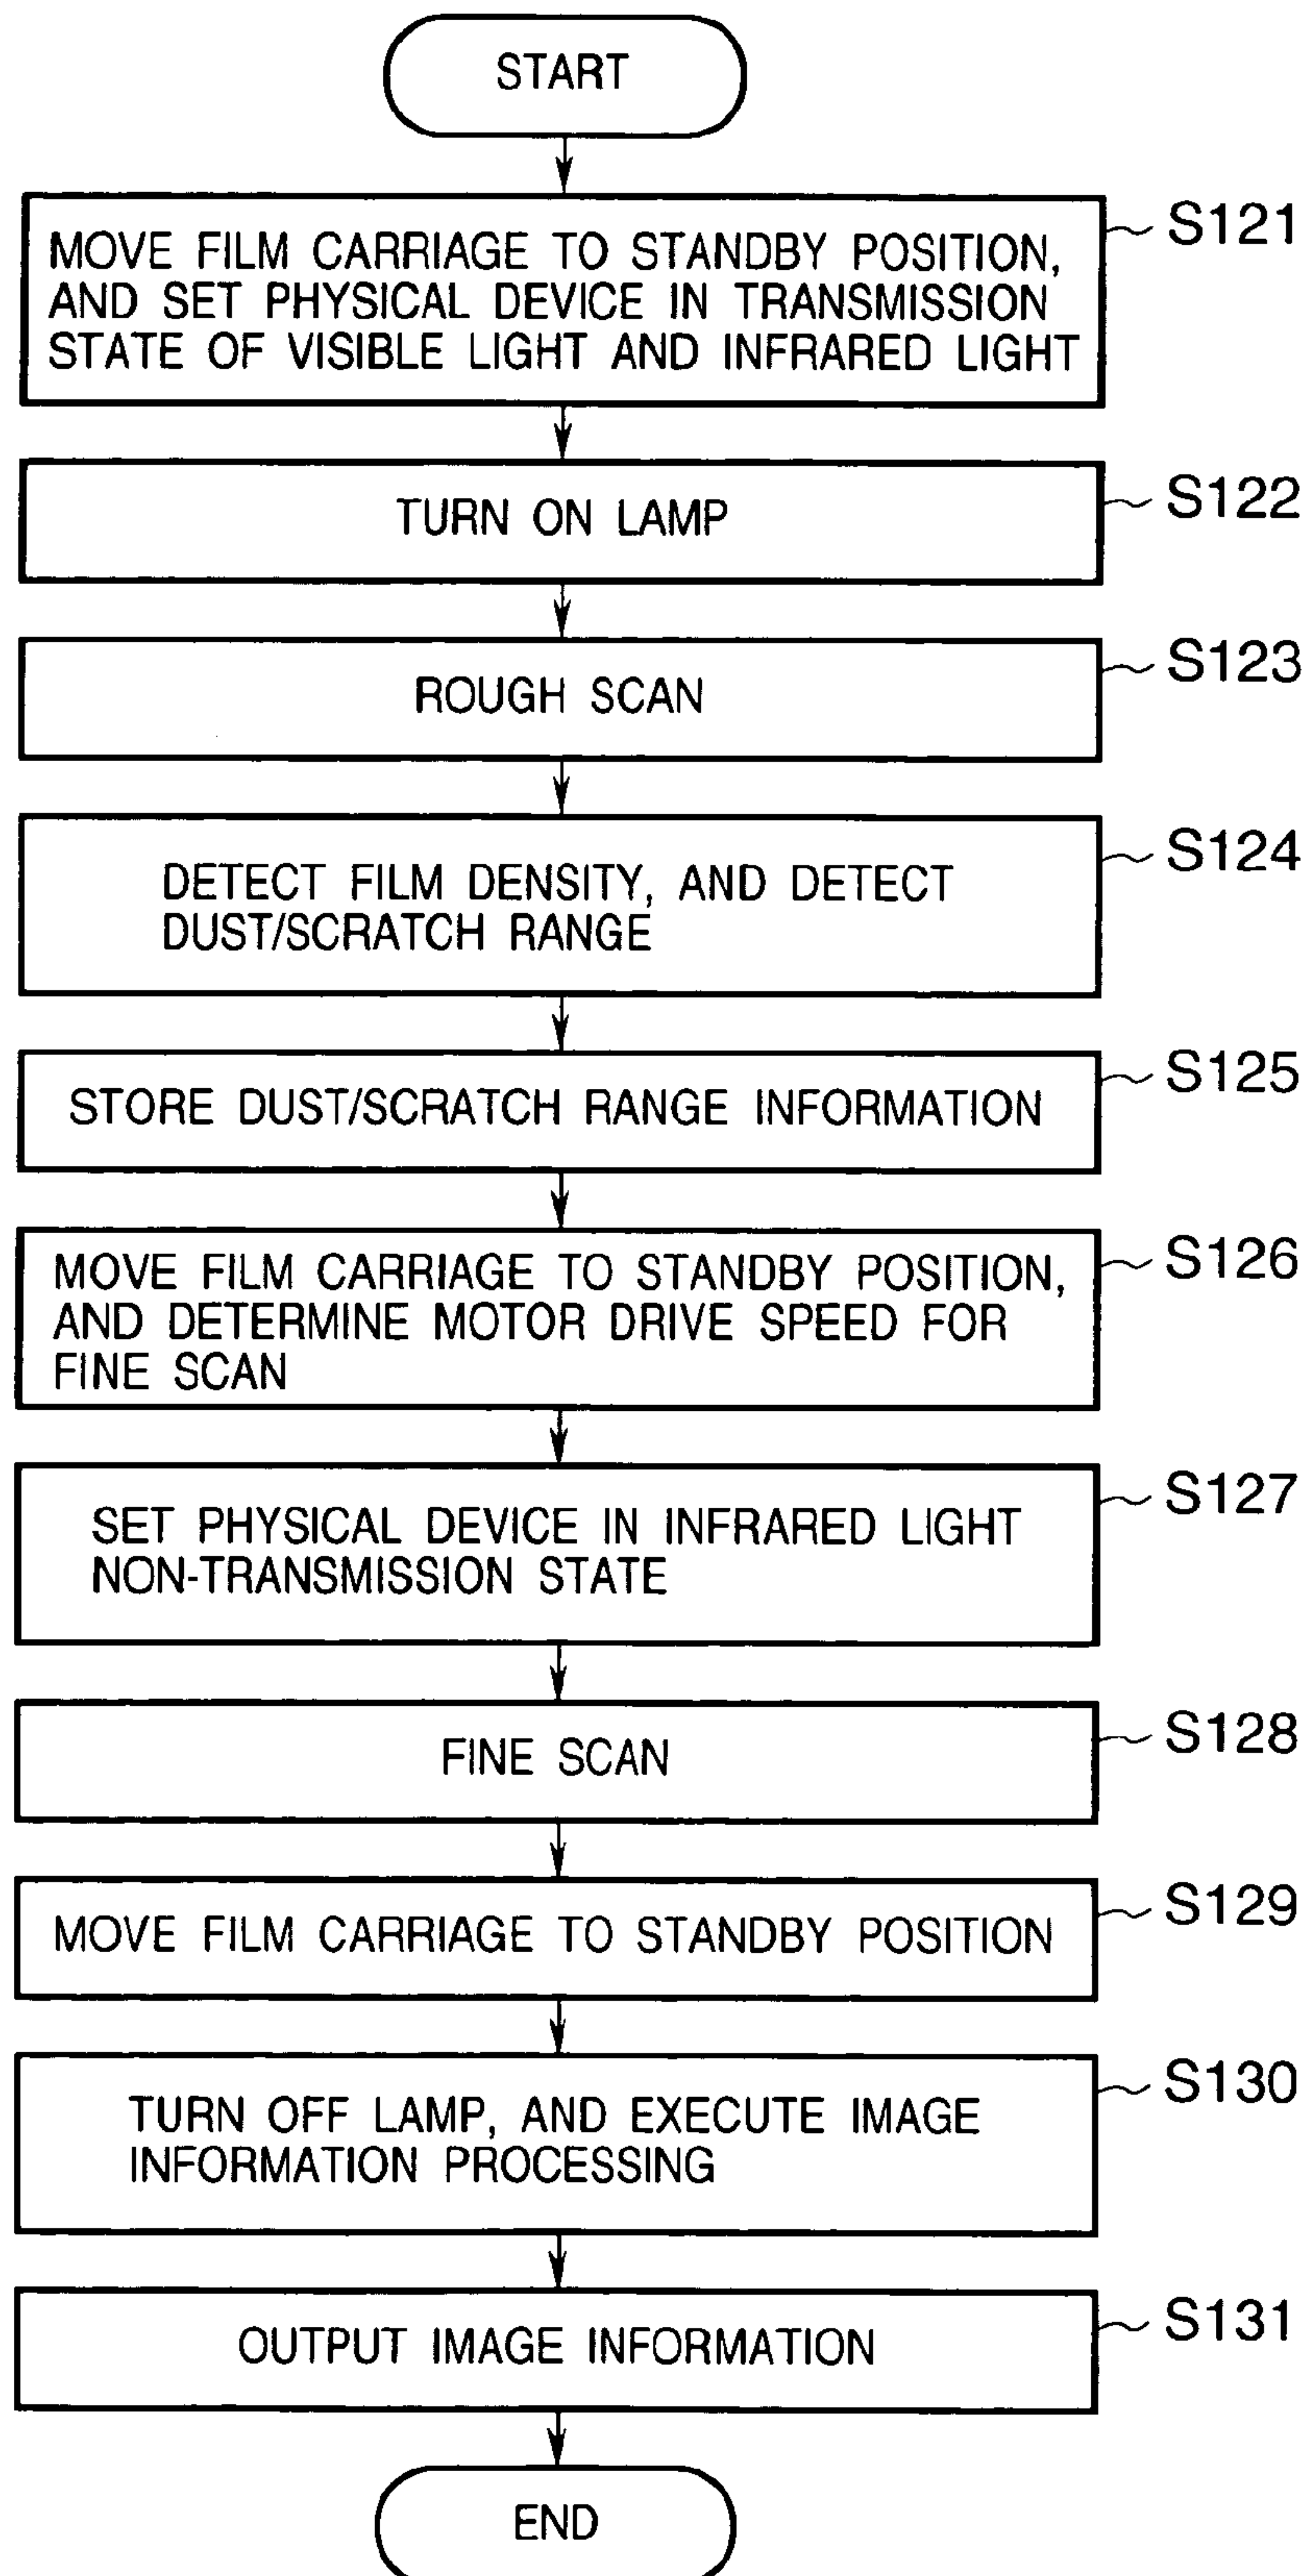 START
MOVE FILM CARRIAGE TO STANDBY POSITION,
AND SET PHYSICAL DEVICE IN TRANSMISSION
STATE OF VISIBLE LIGHT AND INFRARED LIGHT
S121
TURN ON LAMP
S122
ROUGH SCAN
S123
DETECT FILM DENSITY, AND DETECT
DUST/SCRATCH RANGE
S124
STORE DUST/SCRATCH RANGE INFORMATION
S125
MOVE FILM CARRIAGE TO STANDBY POSITION,
AND DETERMINE MOTOR DRIVE SPEED FOR
FINE SCAN
S126
SET PHYSICAL DEVICE IN INFRARED LIGHT
NON-TRANSMISSION STATE
S127
FINE SCAN
S128
MOVE FILM CARRIAGE TO STANDBY POSITION
S129
TURN OFF LAMP, AND EXECUTE IMAGE
INFORMATION PROCESSING
S130
OUTPUT IMAGE INFORMATION
S131
END